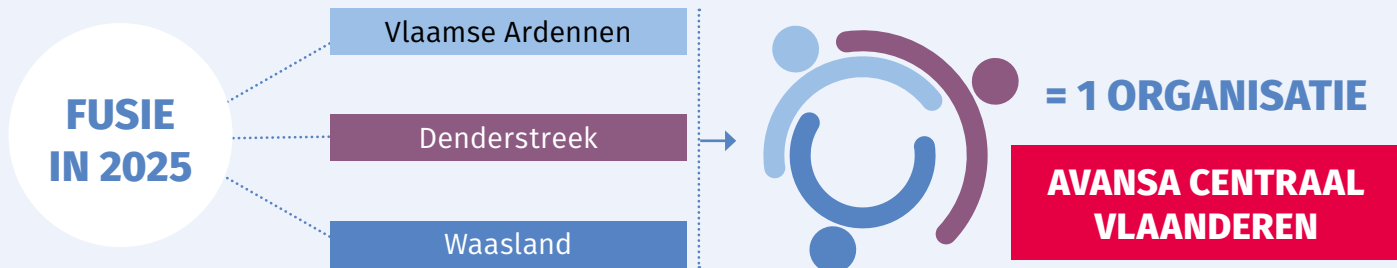 FUSIE
IN 2025
Vlaamse Ardennen
Denderstreek
Waasland
= 1 ORGANISATIE
AVANSA CENTRAAL
VLAANDEREN